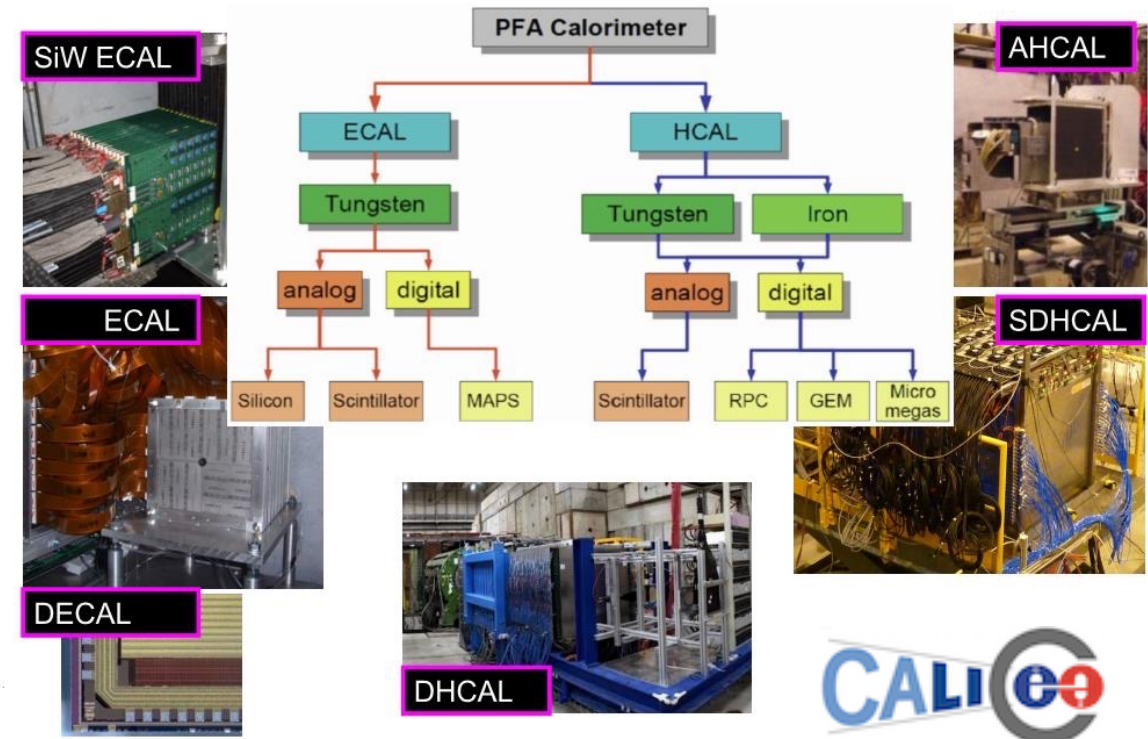 SiW ECAL
PFA Calorimeter
AHCAL
ECAL
HCAL
Tungsten
Tungsten
Iron
analog
digital
analog
digital
ECAL
SDHCAL
Silicon
Scintillator
MAPS
Scintillator
RPC
GEM
Micro
megas
DECAL
DHCAL
CALICe